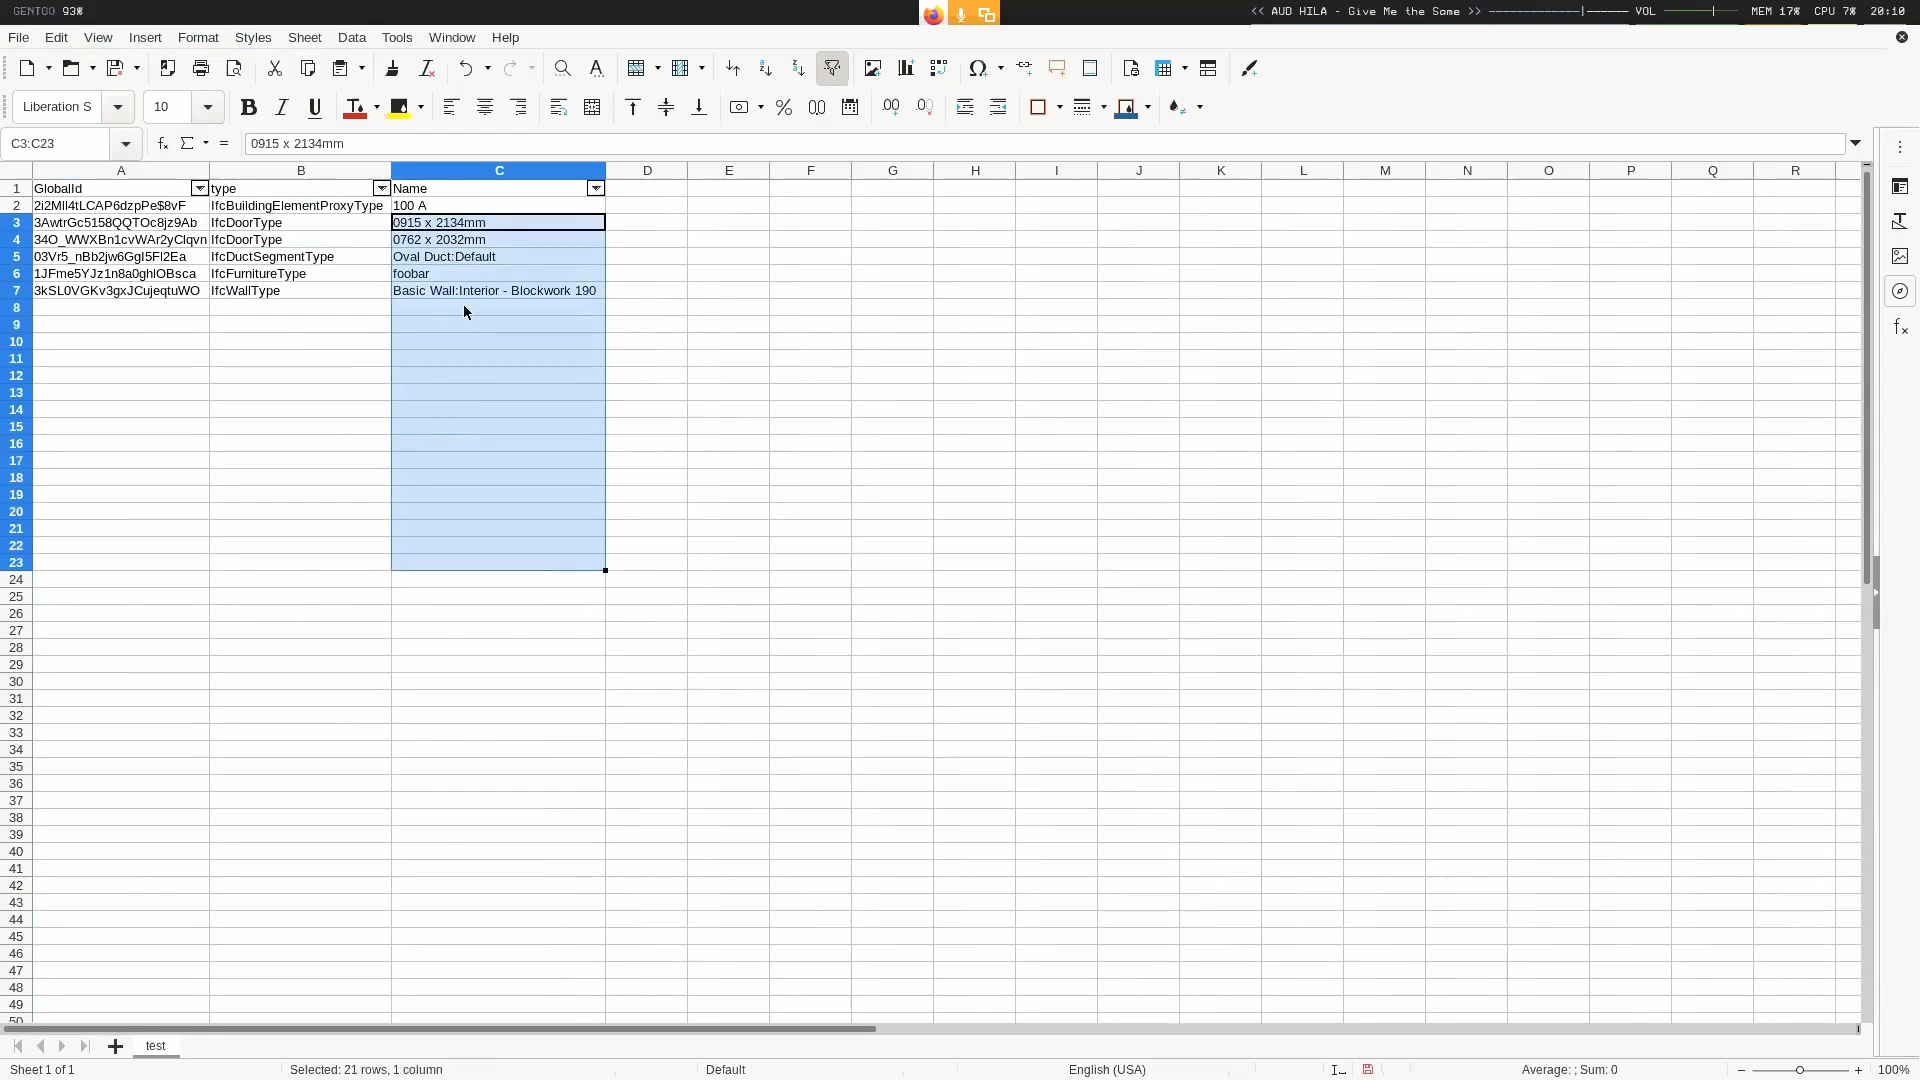 GENTOO 93%
<< AUD HILA - Give Me the Same >> VOL MEM 17% CPU 7% 20:10
File Edit View Insert Format Styles Sheet Data Tools Window Help
Liberation S 10
C3:C23 0915 x 2134mm
A B C D E F G H I J K L M N O P Q R
1 GlobalId type Name
2 2i2Mll4tLCAP6dzpPe$8vF IfcBuildingElementProxyType 100 A
3 3AwtrGc5158QQTOc8jz9Ab IfcDoorType 0915 x 2134mm
4 34O_WWXBn1cvWAr2yClqvn IfcDoorType 0762 x 2032mm
5 03Vr5_nBb2jw6GgI5Fl2Ea IfcDuctSegmentType Oval Duct:Default
6 1JFme5YJz1n8a0ghlOBsca IfcFurnitureType foobar
7 3kSL0VGKv3gxJCujeqtuWO IfcWallType Basic Wall:Interior - Blockwork 190
8
9
10
11
12
13
14
15
16
17
18
19
20
21
22
23
24
25
26
27
28
29
30
31
32
33
34
35
36
37
38
39
40
41
42
43
44
45
46
47
48
49
50
test
Sheet 1 of 1 Selected: 21 rows, 1 column Default English (USA) Average: ; Sum: 0 100%